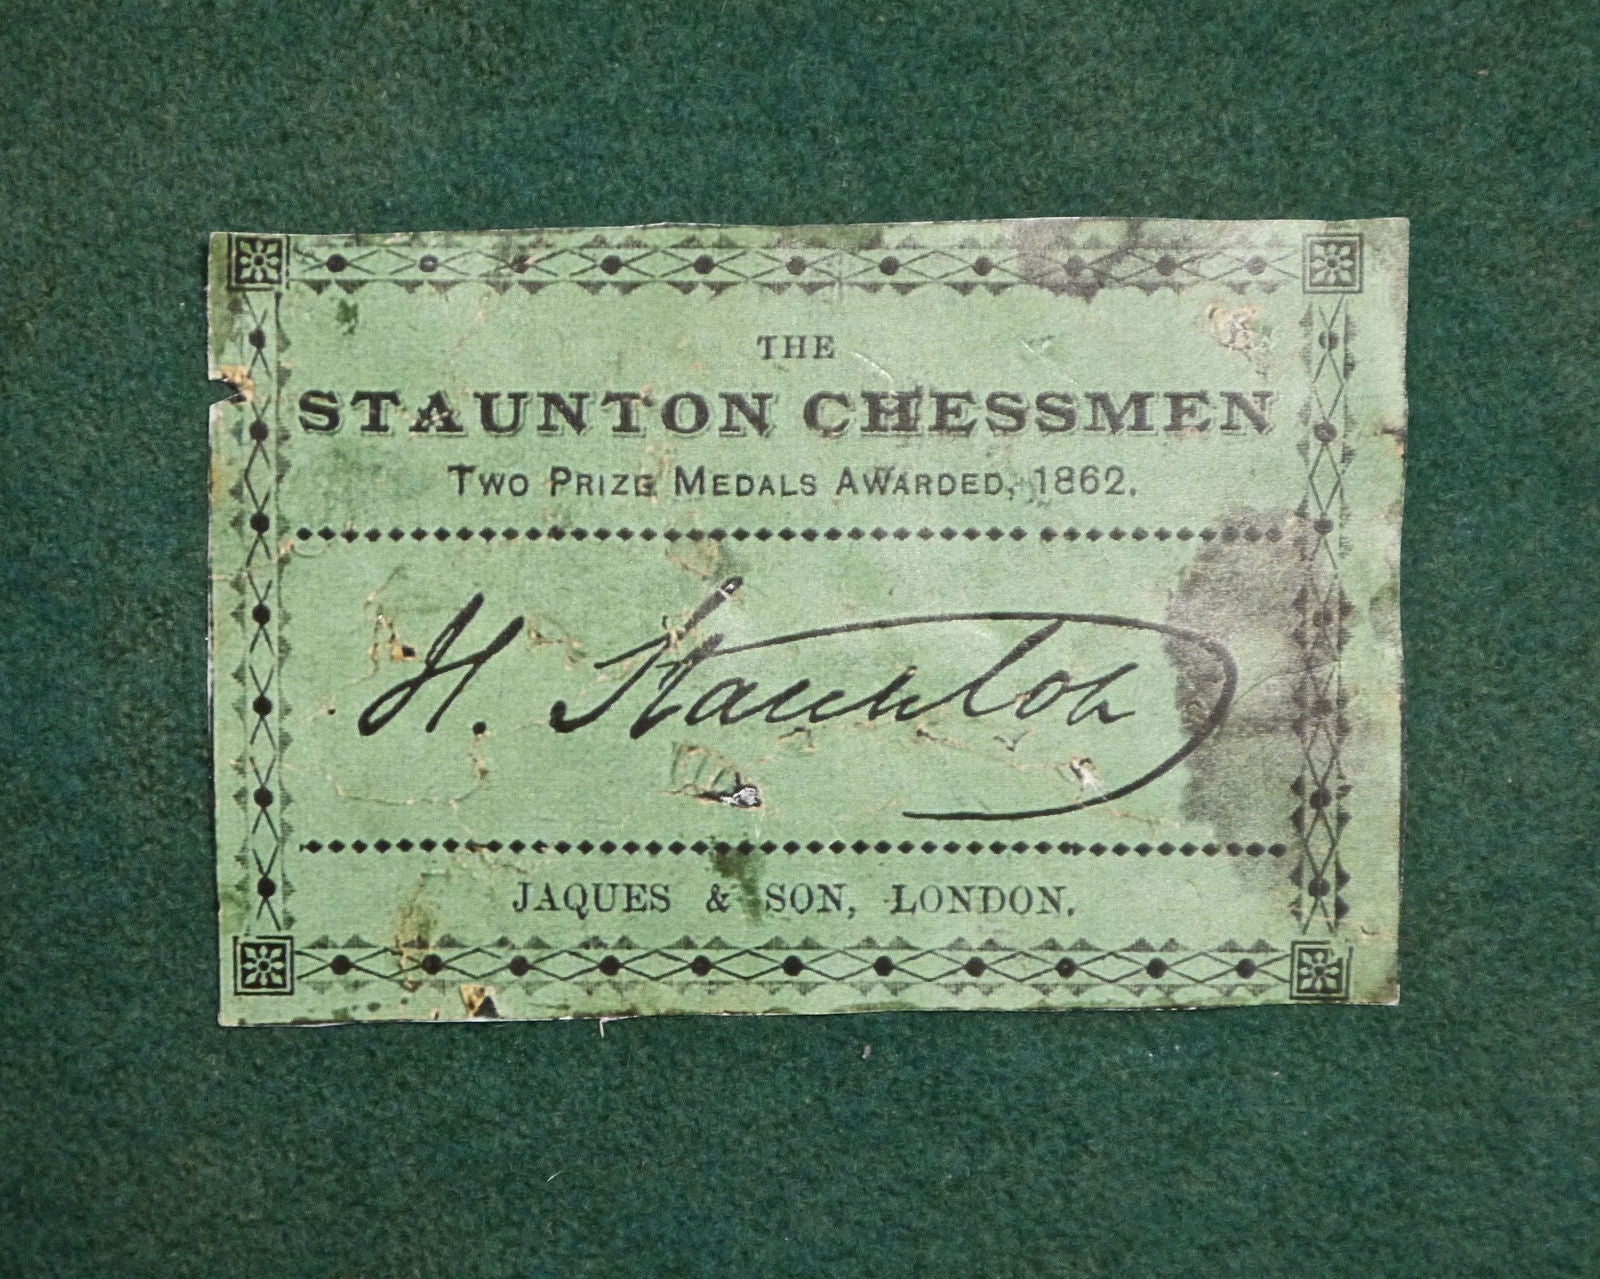 THE
STAUNTON CHESSMEN
TWO PRIZE MEDALS AWARDED, 1862.
H. Staunton
JAQUES & SON, LONDON.